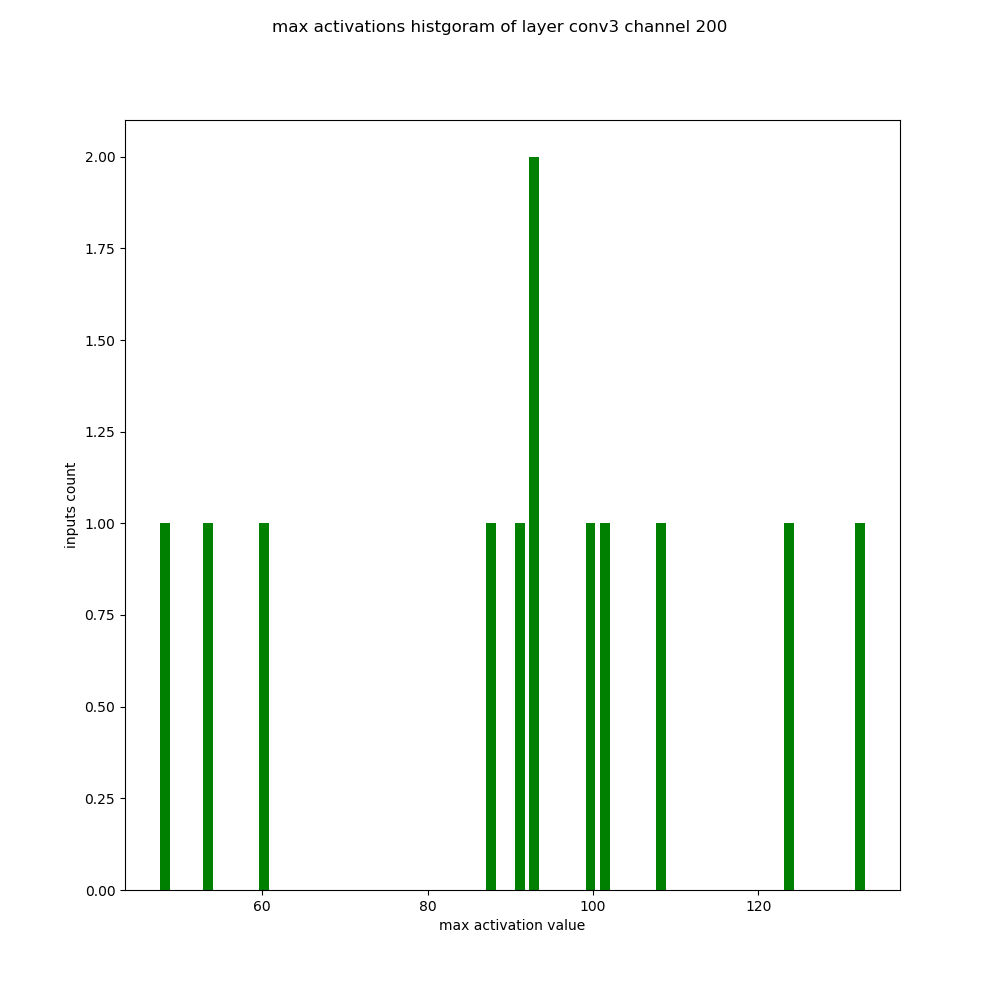 max activations histgoram of layer conv3 channel 200
2.00
1.75
1.50
1.25
1.00
0.75
0.50
0.25
0.00
inputs count
60 80 100 120
max activation value